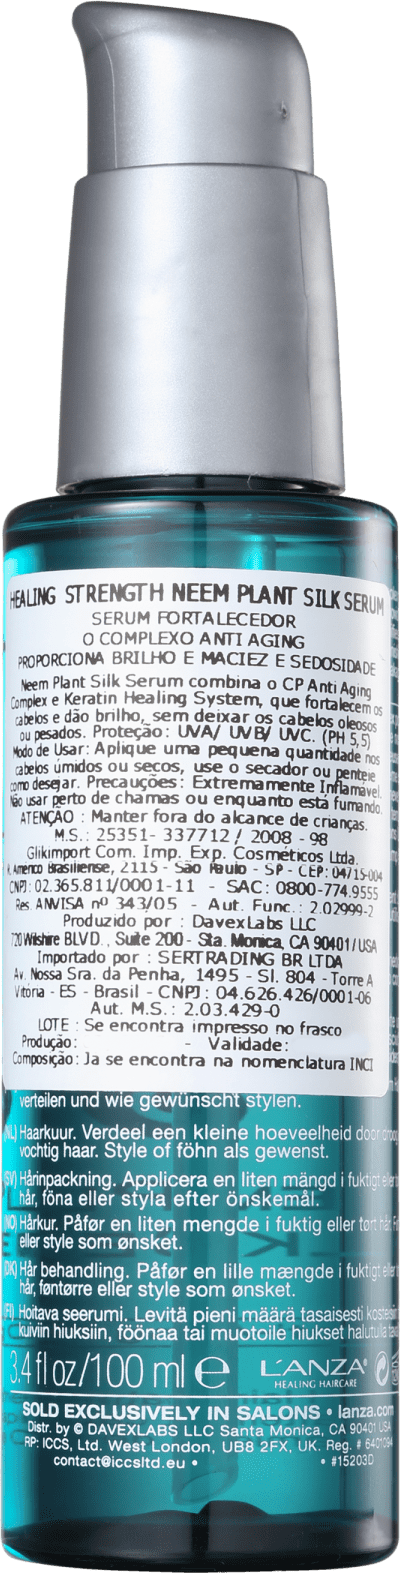 HEALING STRENGTH NEEM PLANT SILK SERUM
SERUM FORTALECEDOR
O COMPLEXO ANTI AGING
PROPORCIONA BRILHO E MACIEZ E SEDOSIDADE
Neem Plant Silk Serum combina o CP Anti Aging
Complex e Keratin Healing System, que fortalecem os
cabelos e dão brilho, sem deixar os cabelos oleosos
ou pesados. Proteção: UVA/ UVB/ UVC. (PH 5,5)
Modo de Usar: Aplique uma pequena quantidade nos
cabelos úmidos ou secos, use o secador ou penteie
como desejar. Precauções: Extremamente Inflamável.
Não usar perto de chamas ou enquanto está fumando.
ATENÇÃO : Manter fora do alcance de crianças.
M.S.: 25351- 337712 / 2008 -98
Glikimport Com. Imp. Exp. Cosméticos Ltda.
R. Americo Brasiliense, 2115 - São Paulo - SP - CEP: 04715-004
CNPJ: 02.365.811/0001-11 - SAC: 0800-774.9555
Res. ANVISA nº 343/05 - Aut. Func.: 2.02999-2
Produzido por : DavexLabs LLC
720 Wilshire BLVD., Suite 200 - Sta. Monica, CA 90401/USA
Importado por : SERTRADING BR LTDA
Av. Nossa Sra. da Penha, 1495 - Sl. 804 - Torre A
Vitória - ES - Brasil - CNPJ: 04.626.426/0001-06
Aut. M.S.: 2.03.429-0
LOTE : Se encontra impresso no frasco
Produção: - Validade:
Composição: Ja se encontra na nomenclatura INCI
verteilen und wie gewünscht stylen.
(NL) Haarkuur. Verdeel een kleine hoeveelheid door droog
vochtig haar. Style of föhn als gewenst.
(SV) Hårinpackning. Applicera en liten mängd i fuktigt eller
hår, föna eller styla efter önskemål.
(NO) Hårkur. Påfør en liten mengde i fuktig eller tørt hår.
eller style som ønsket.
(DK) Hår behandling. Påfør en lille mængde i fuktigt eller
hår, føntørre eller style som ønsket.
(FI) Hoitava seerumi. Levitä pieni määrä tasaisesti kosteisiin
kuiviin hiuksiin, föönaa tai muotoile hiukset halutulla
3.4 fl oz/100 ml ℮ L'ANZA®
HEALING HAIRCARE
SOLD EXCLUSIVELY IN SALONS • lanza.com
Distr. by © DAVEXLABS LLC Santa Monica, CA 90401 USA
RP: ICCS, Ltd. West London, UB8 2FX, UK. Reg. # 6401094
contact@iccsltd.eu • • #15203D